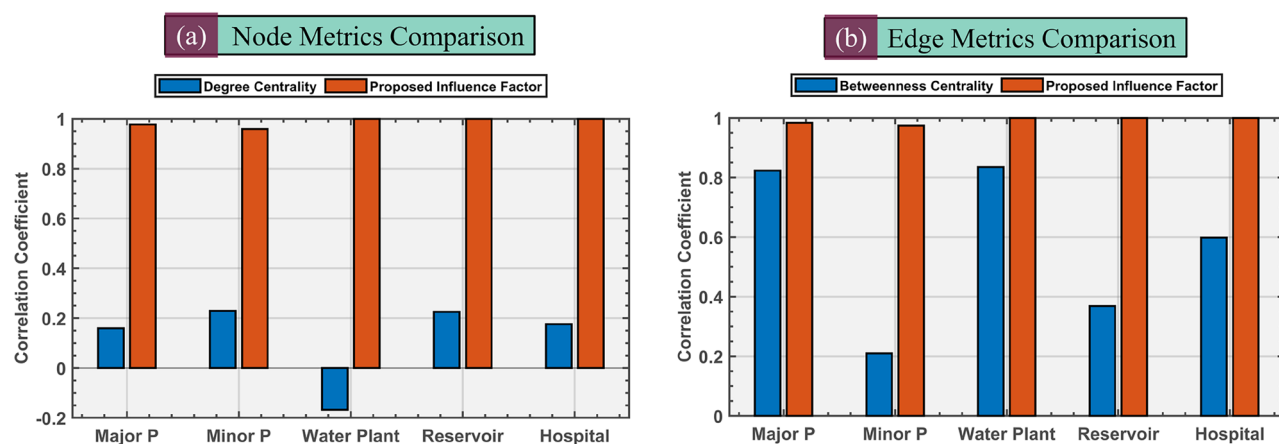 (a) Node Metrics Comparison
Degree Centrality Proposed Influence Factor
Correlation Coefficient
1
0.8
0.6
0.4
0.2
0
-0.2
Major P Minor P Water Plant Reservoir Hospital
(b) Edge Metrics Comparison
Betweenness Centrality Proposed Influence Factor
Correlation Coefficient
1
0.8
0.6
0.4
0.2
0
Major P Minor P Water Plant Reservoir Hospital